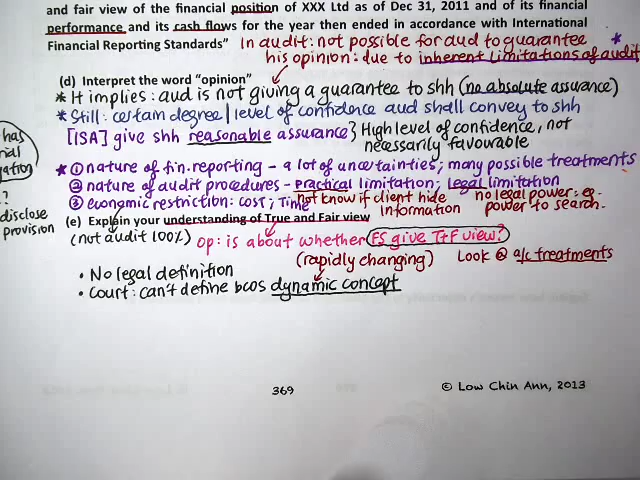 and fair view of the financial position of XXX Ltd as of Dec 31, 2011 and of its financial
performance and its cash flows for the year then ended in accordance with International
Financial Reporting Standards" In audit: not possible for aud to guarantee *
his opinion: due to inherent limitations of audit
(d) Interpret the word "opinion"
* It implies: aud is not giving a guarantee to shh (no absolute assurance)
* Still: certain degree | level of confidence aud shall convey to shh
[ISA] give shh reasonable assurance} High level of confidence, not
necessarily favourable
has
rial
gation)
* ① nature of fin. reporting - a lot of uncertainties; many possible treatments
② nature of audit procedures - practical limitation; legal limitation
③ economic restriction: cost; time not know if client hide no legal power: eg.
information power to search.
?
disclose
provision
(e) Explain your understanding of True and Fair view
(not audit 100%) op: is about whether FS give T+F view?
(rapidly changing) Look @ a/c treatments
• No legal definition
• Court: can't define bcos dynamic concept
369
© Low Chin Ann, 2013